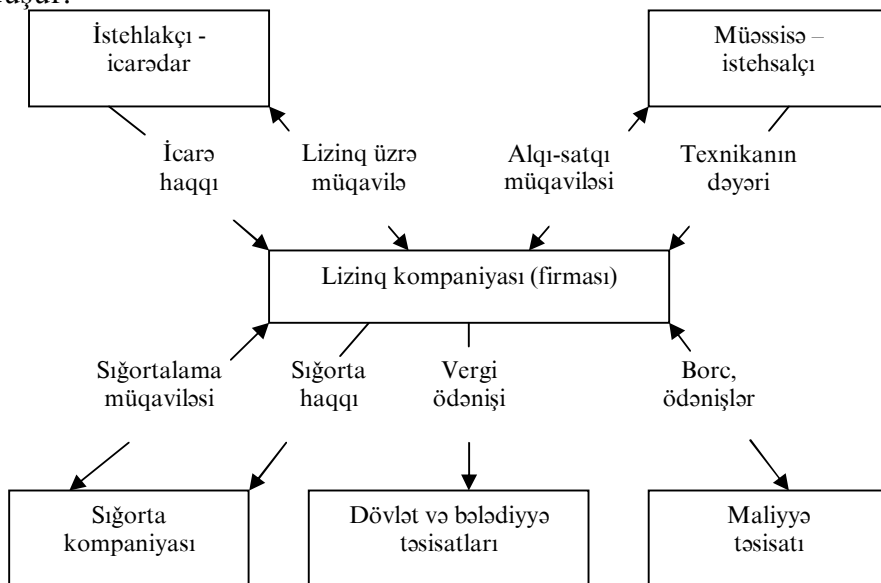 İstehlakçı -
icarədar
Müəssisə –
istehsalçı
İcarə
haqqı
Lizinq üzrə
müqavilə
Alqı-satqı
müqaviləsi
Texnikanın
dəyəri
Lizinq kompaniyası (firması)
Sığortalama
müqaviləsi
Sığorta
haqqı
Vergi
ödənişi
Borc,
ödənişlər
Sığorta
kompaniyası
Dövlət və bələdiyyə
təsisatları
Maliyyə
təsisatı